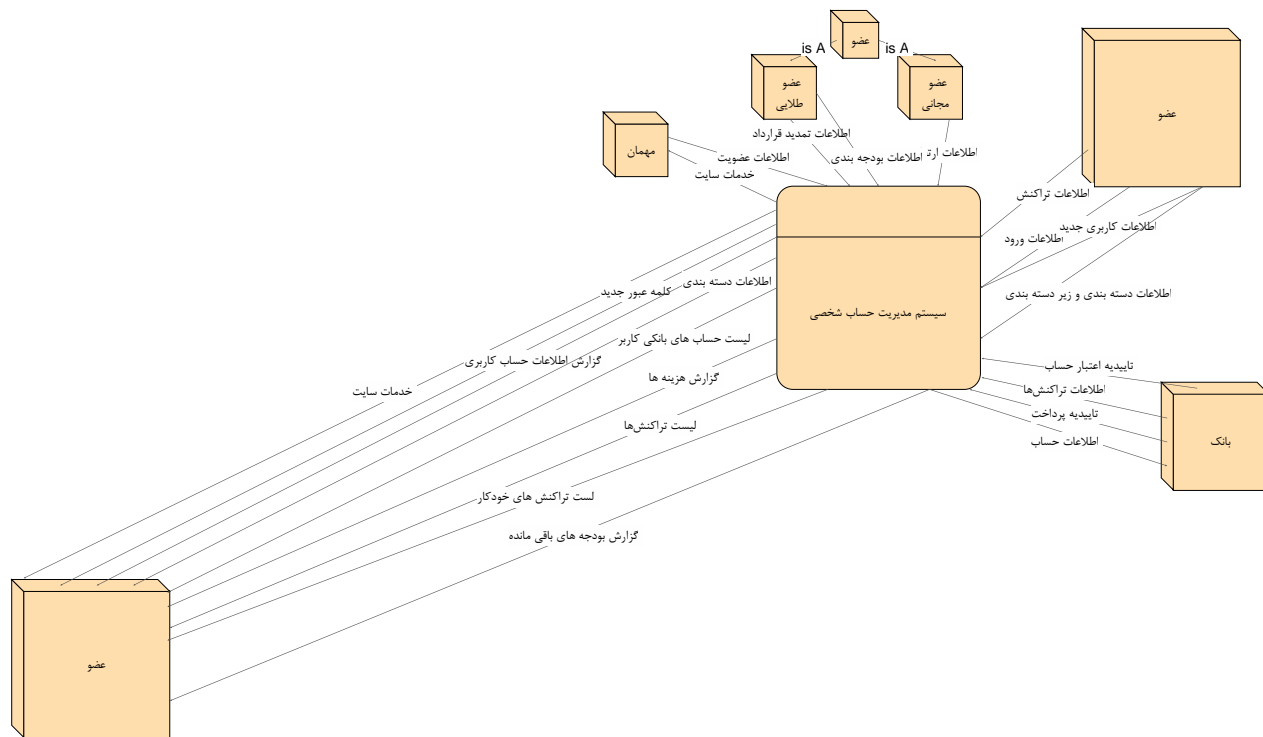 عضو
is A
is A
عضو
طلایی
عضو
مجانی
عضو
مهمان
اطلاعات تمدید قرارداد
اطلاعات بودجه بندی
اطلاعات
اطلاعات عضویت
خدمات سایت
اطلاعات تراکنش
اطلاعات کاربری جدید
اطلاعات ورود
اطلاعات دسته بندی و زیر دسته بندی
سیستم مدیریت حساب شخصی
اطلاعات دسته بندی
کلمه عبور جدید
لیست حساب های بانکی کاربر
گزارش اطلاعات حساب کاربری
گزارش هزینه ها
خدمات سایت
لیست تراکنش‌ها
تاییدیه اعتبار حساب
اطلاعات تراکنش‌ها
تاییدیه پرداخت
اطلاعات حساب
بانک
لست تراکنش های خودکار
گزارش بودجه های باقی مانده
عضو